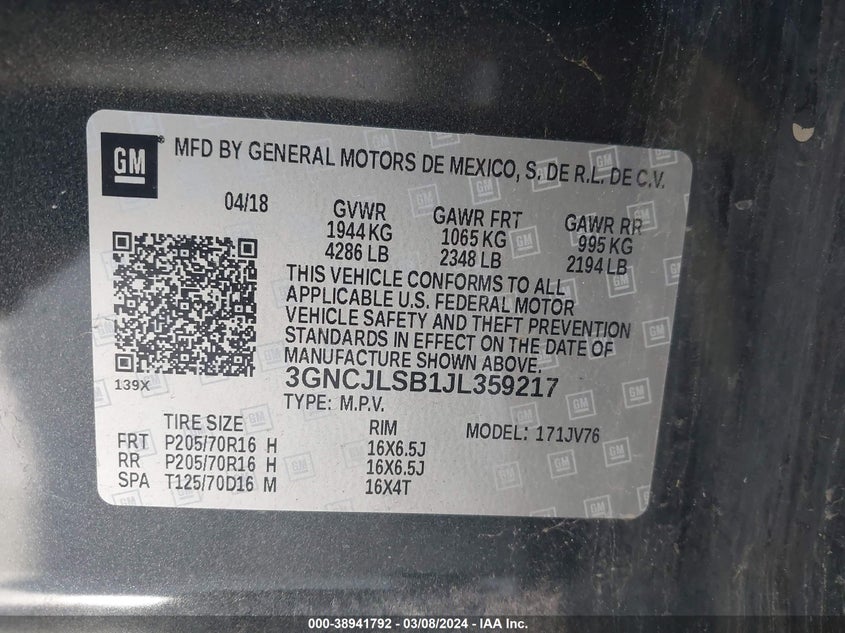 GM
MFD BY GENERAL MOTORS DE MEXICO, S. DE R.L. DE C.V.
04/18 GVWR GAWR FRT GAWR RR
1944 KG 1065 KG 995 KG
4286 LB 2348 LB 2194 LB
THIS VEHICLE CONFORMS TO ALL
APPLICABLE U.S. FEDERAL MOTOR
VEHICLE SAFETY AND THEFT PREVENTION
STANDARDS IN EFFECT ON THE DATE OF
MANUFACTURE SHOWN ABOVE.
139X
3GNCJLSB1JL359217
TYPE: M.P.V.
TIRE SIZE RIM MODEL: 171JV76
FRT P205/70R16 H 16X6.5J
RR P205/70R16 H 16X6.5J
SPA T125/70D16 M 16X4T
000-38941792 - 03/08/2024 - IAA Inc.